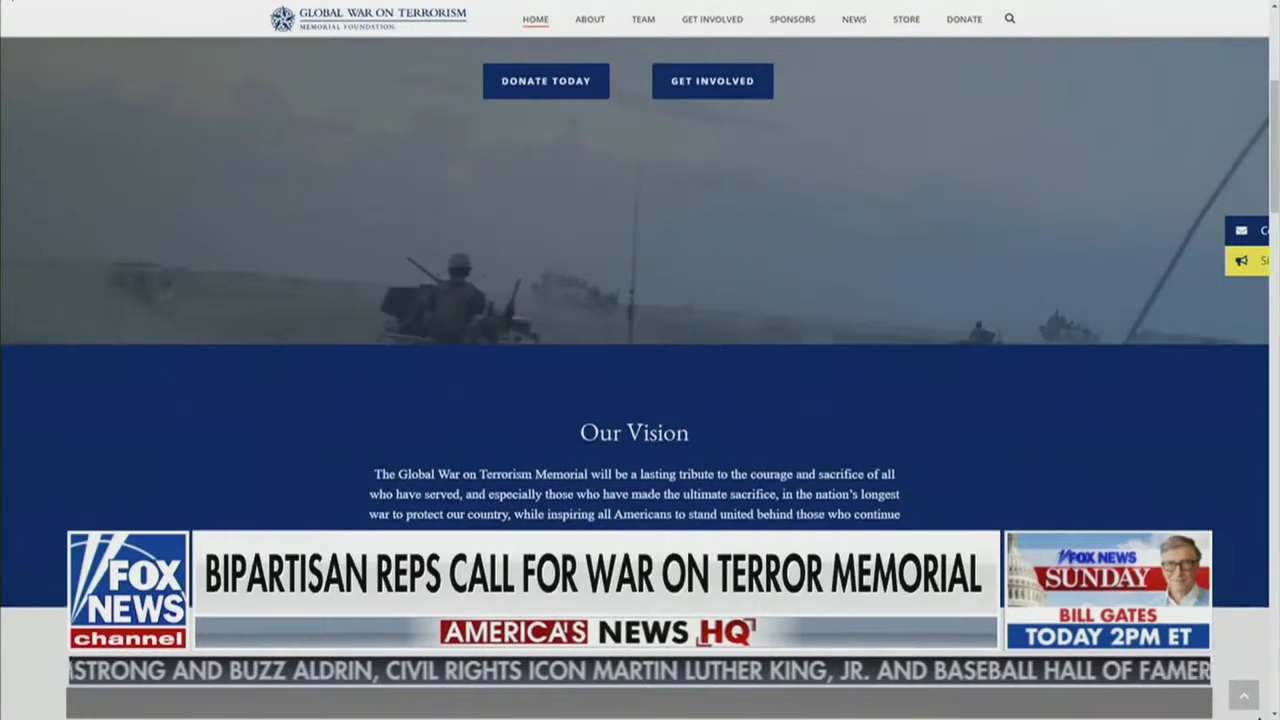 GLOBAL WAR ON TERRORISM
MEMORIAL FOUNDATION.
HOME ABOUT TEAM GET INVOLVED SPONSORS NEWS STORE DONATE
DONATE TODAY GET INVOLVED
Our Vision
The Global War on Terrorism Memorial will be a lasting tribute to the courage and sacrifice of all
who have served, and especially those who have made the ultimate sacrifice, in the nation's longest
war to protect our country, while inspiring all Americans to stand united behind those who continue
FOX
NEWS
channel
BIPARTISAN REPS CALL FOR WAR ON TERROR MEMORIAL
AMERICA'S NEWS HQ
FOX NEWS
SUNDAY
BILL GATES
TODAY 2PM ET
AND BUZZ ALDRIN, CIVIL RIGHTS ICON MARTIN LUTHER KING, JR. AND BASEBALL HALL OF FAMER